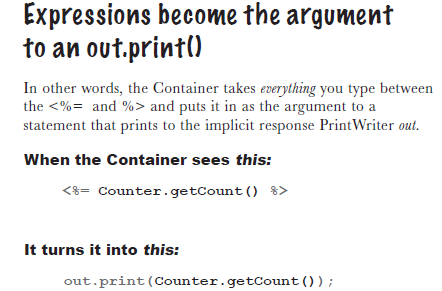 Expressions become the argument
to an out.print()
In other words, the Container takes everything you type between
the <%= and %> and puts it in as the argument to a
statement that prints to the implicit response PrintWriter out.
When the Container sees this:
<%= Counter.getCount() %>
It turns it into this:
out.print(Counter.getCount());